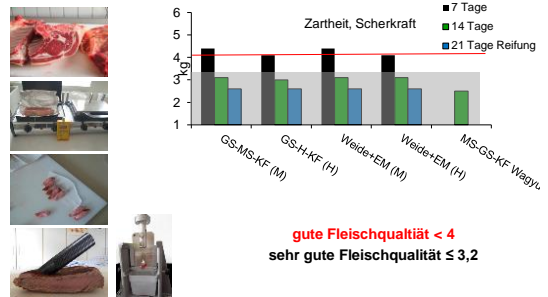 Zartheit, Scherkraft
7 Tage
14 Tage
21 Tage Reifung
kg
6
5
4
3
2
1
GS-MS-KF (M)
GS-H-KF (H)
Weide+EM (M)
Weide+EM (H)
MS-GS-KF Wagyu
gute Fleischqualtiät < 4
sehr gute Fleischqualität ≤ 3,2